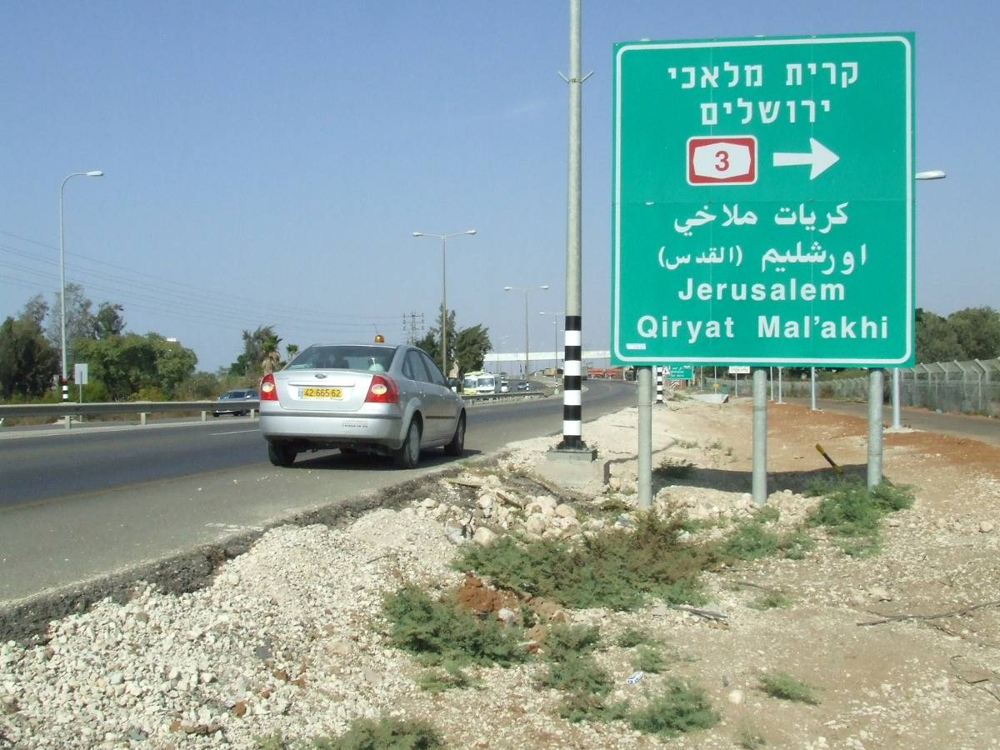 קרית מלאכי
ירושלים
3
كريات ملاخي
اورشليم (القدس)
Jerusalem
Qiryat Mal'akhi
42 665 62